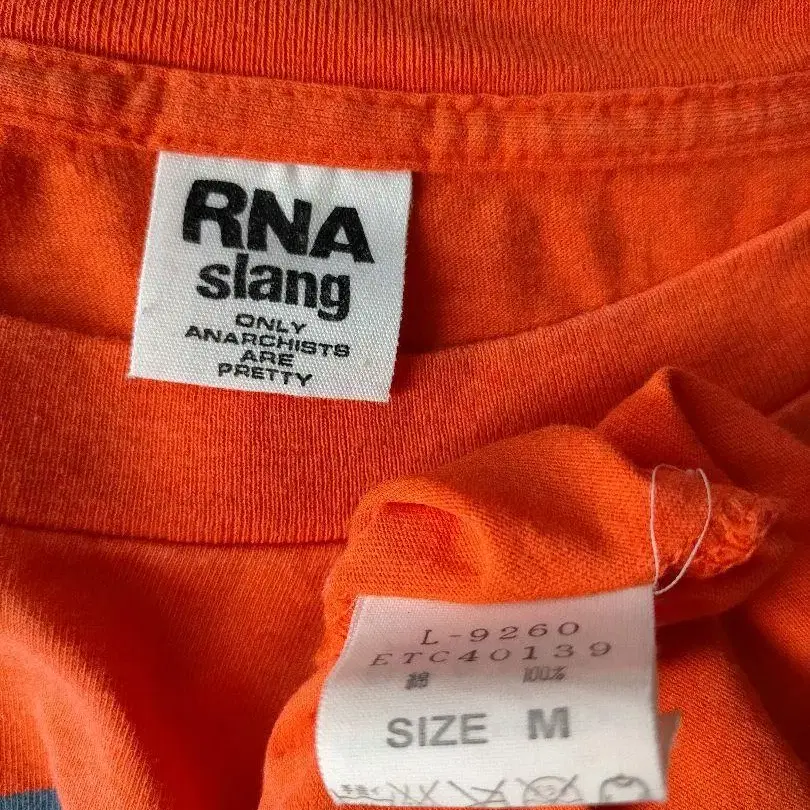 RNA
slang
ONLY
ANARCHISTS
ARE
PRETTY
L-9260
ETC40139
綿 100%
SIZE M